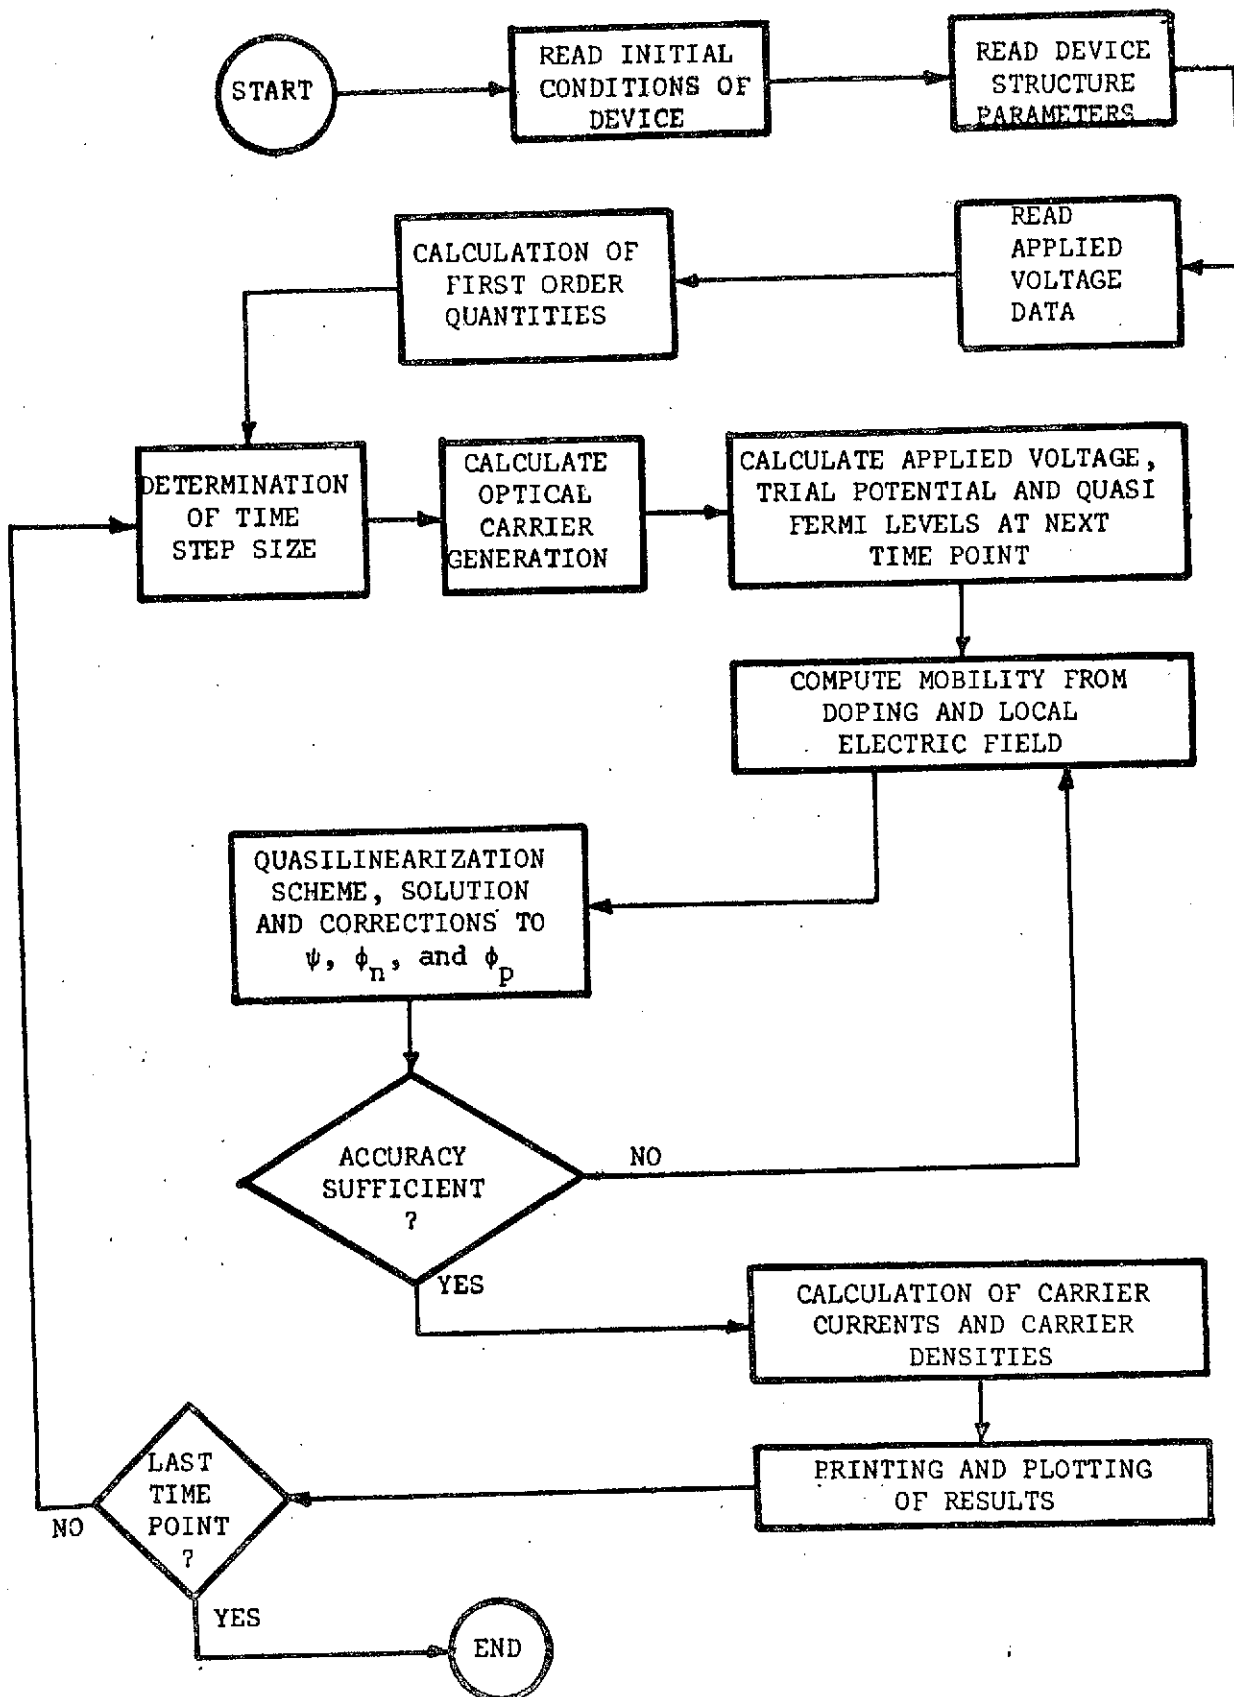 START
READ INITIAL
CONDITIONS OF
DEVICE
READ DEVICE
STRUCTURE
PARAMETERS
READ
APPLIED
VOLTAGE
DATA
CALCULATION OF
FIRST ORDER
QUANTITIES
DETERMINATION
OF TIME
STEP SIZE
CALCULATE
OPTICAL
CARRIER
GENERATION
CALCULATE APPLIED VOLTAGE,
TRIAL POTENTIAL AND QUASI
FERMI LEVELS AT NEXT
TIME POINT
COMPUTE MOBILITY FROM
DOPING AND LOCAL
ELECTRIC FIELD
QUASILINEARIZATION
SCHEME, SOLUTION
AND CORRECTIONS TO
ψ, ϕn, and ϕp
ACCURACY
SUFFICIENT
?
NO
YES
CALCULATION OF CARRIER
CURRENTS AND CARRIER
DENSITIES
PRINTING AND PLOTTING
OF RESULTS
LAST
TIME
POINT
?
NO
YES
END